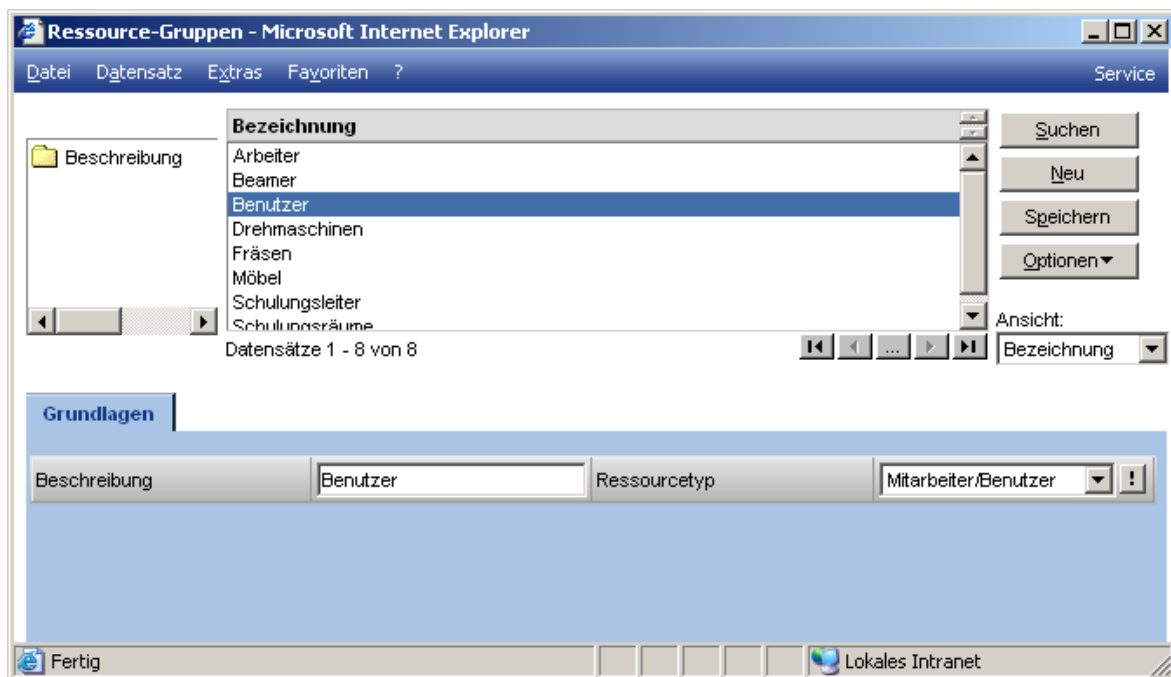 Ressource-Gruppen - Microsoft Internet Explorer
Datei Datensatz Extras Favoriten ? Service
Beschreibung
Bezeichnung
Arbeiter
Beamer
Benutzer
Drehmaschinen
Fräsen
Möbel
Schulungsleiter
Schulungsräume
Datensätze 1 - 8 von 8
...
Suchen
Neu
Speichern
Optionen
Ansicht:
Bezeichnung
Grundlagen
Beschreibung Benutzer Ressourcetyp Mitarbeiter/Benutzer !
Fertig Lokales Intranet